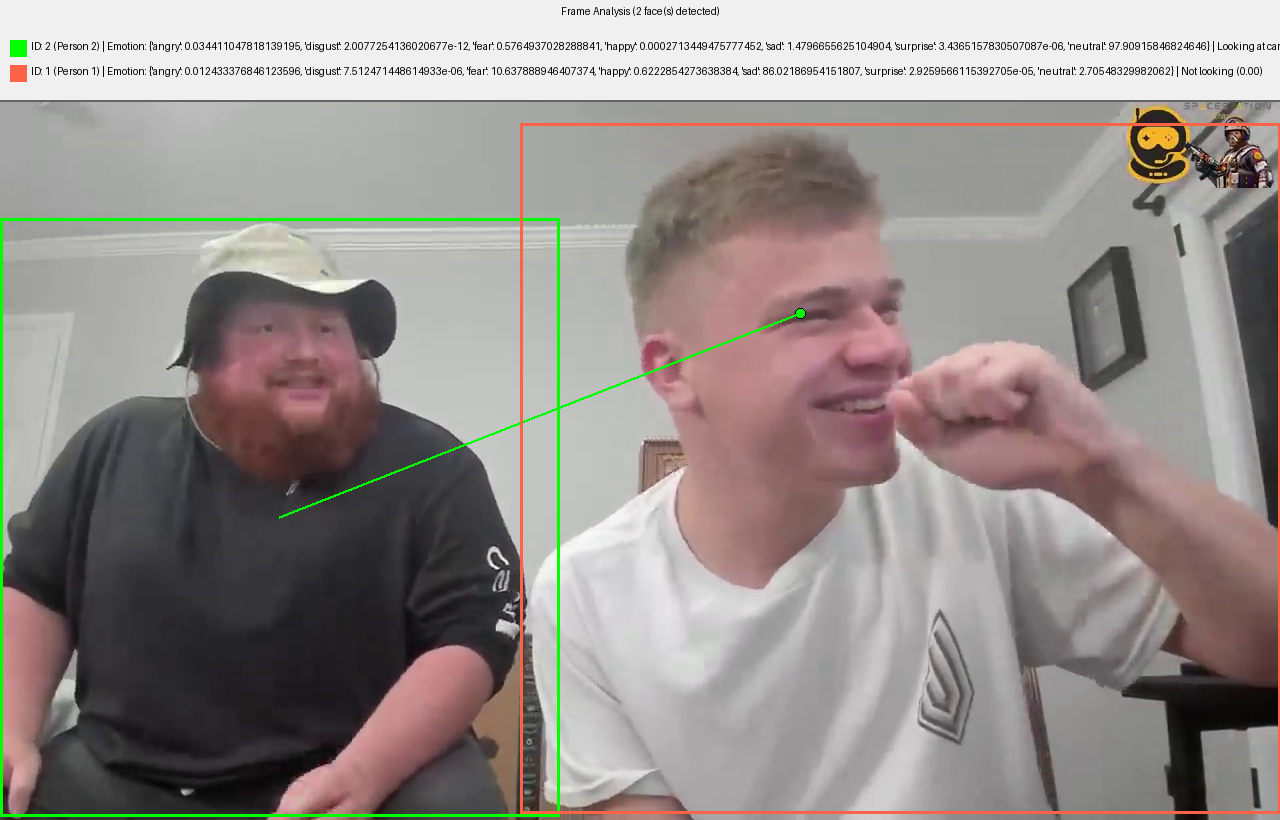 Frame Analysis (2 face(s) detected)
ID: 2 (Person 2) | Emotion: {'angry': 0.034411047818139195, 'disgust': 2.0077254136020677e-12, 'fear': 0.5764937028288841, 'happy': 0.0002713449475777452, 'sad': 1.4796655625104904, 'surprise': 3.4365157830507087e-06, 'neutral': 97.90915846824646} | Looking at car
ID: 1 (Person 1) | Emotion: {'angry': 0.012433376846123596, 'disgust': 7.512471448614933e-06, 'fear': 10.637888946407374, 'happy': 0.6222854273638384, 'sad': 86.02186954151807, 'surprise': 2.9259566115392705e-05, 'neutral': 2.70548329982062} | Not looking (0.00)
SPACESTATION